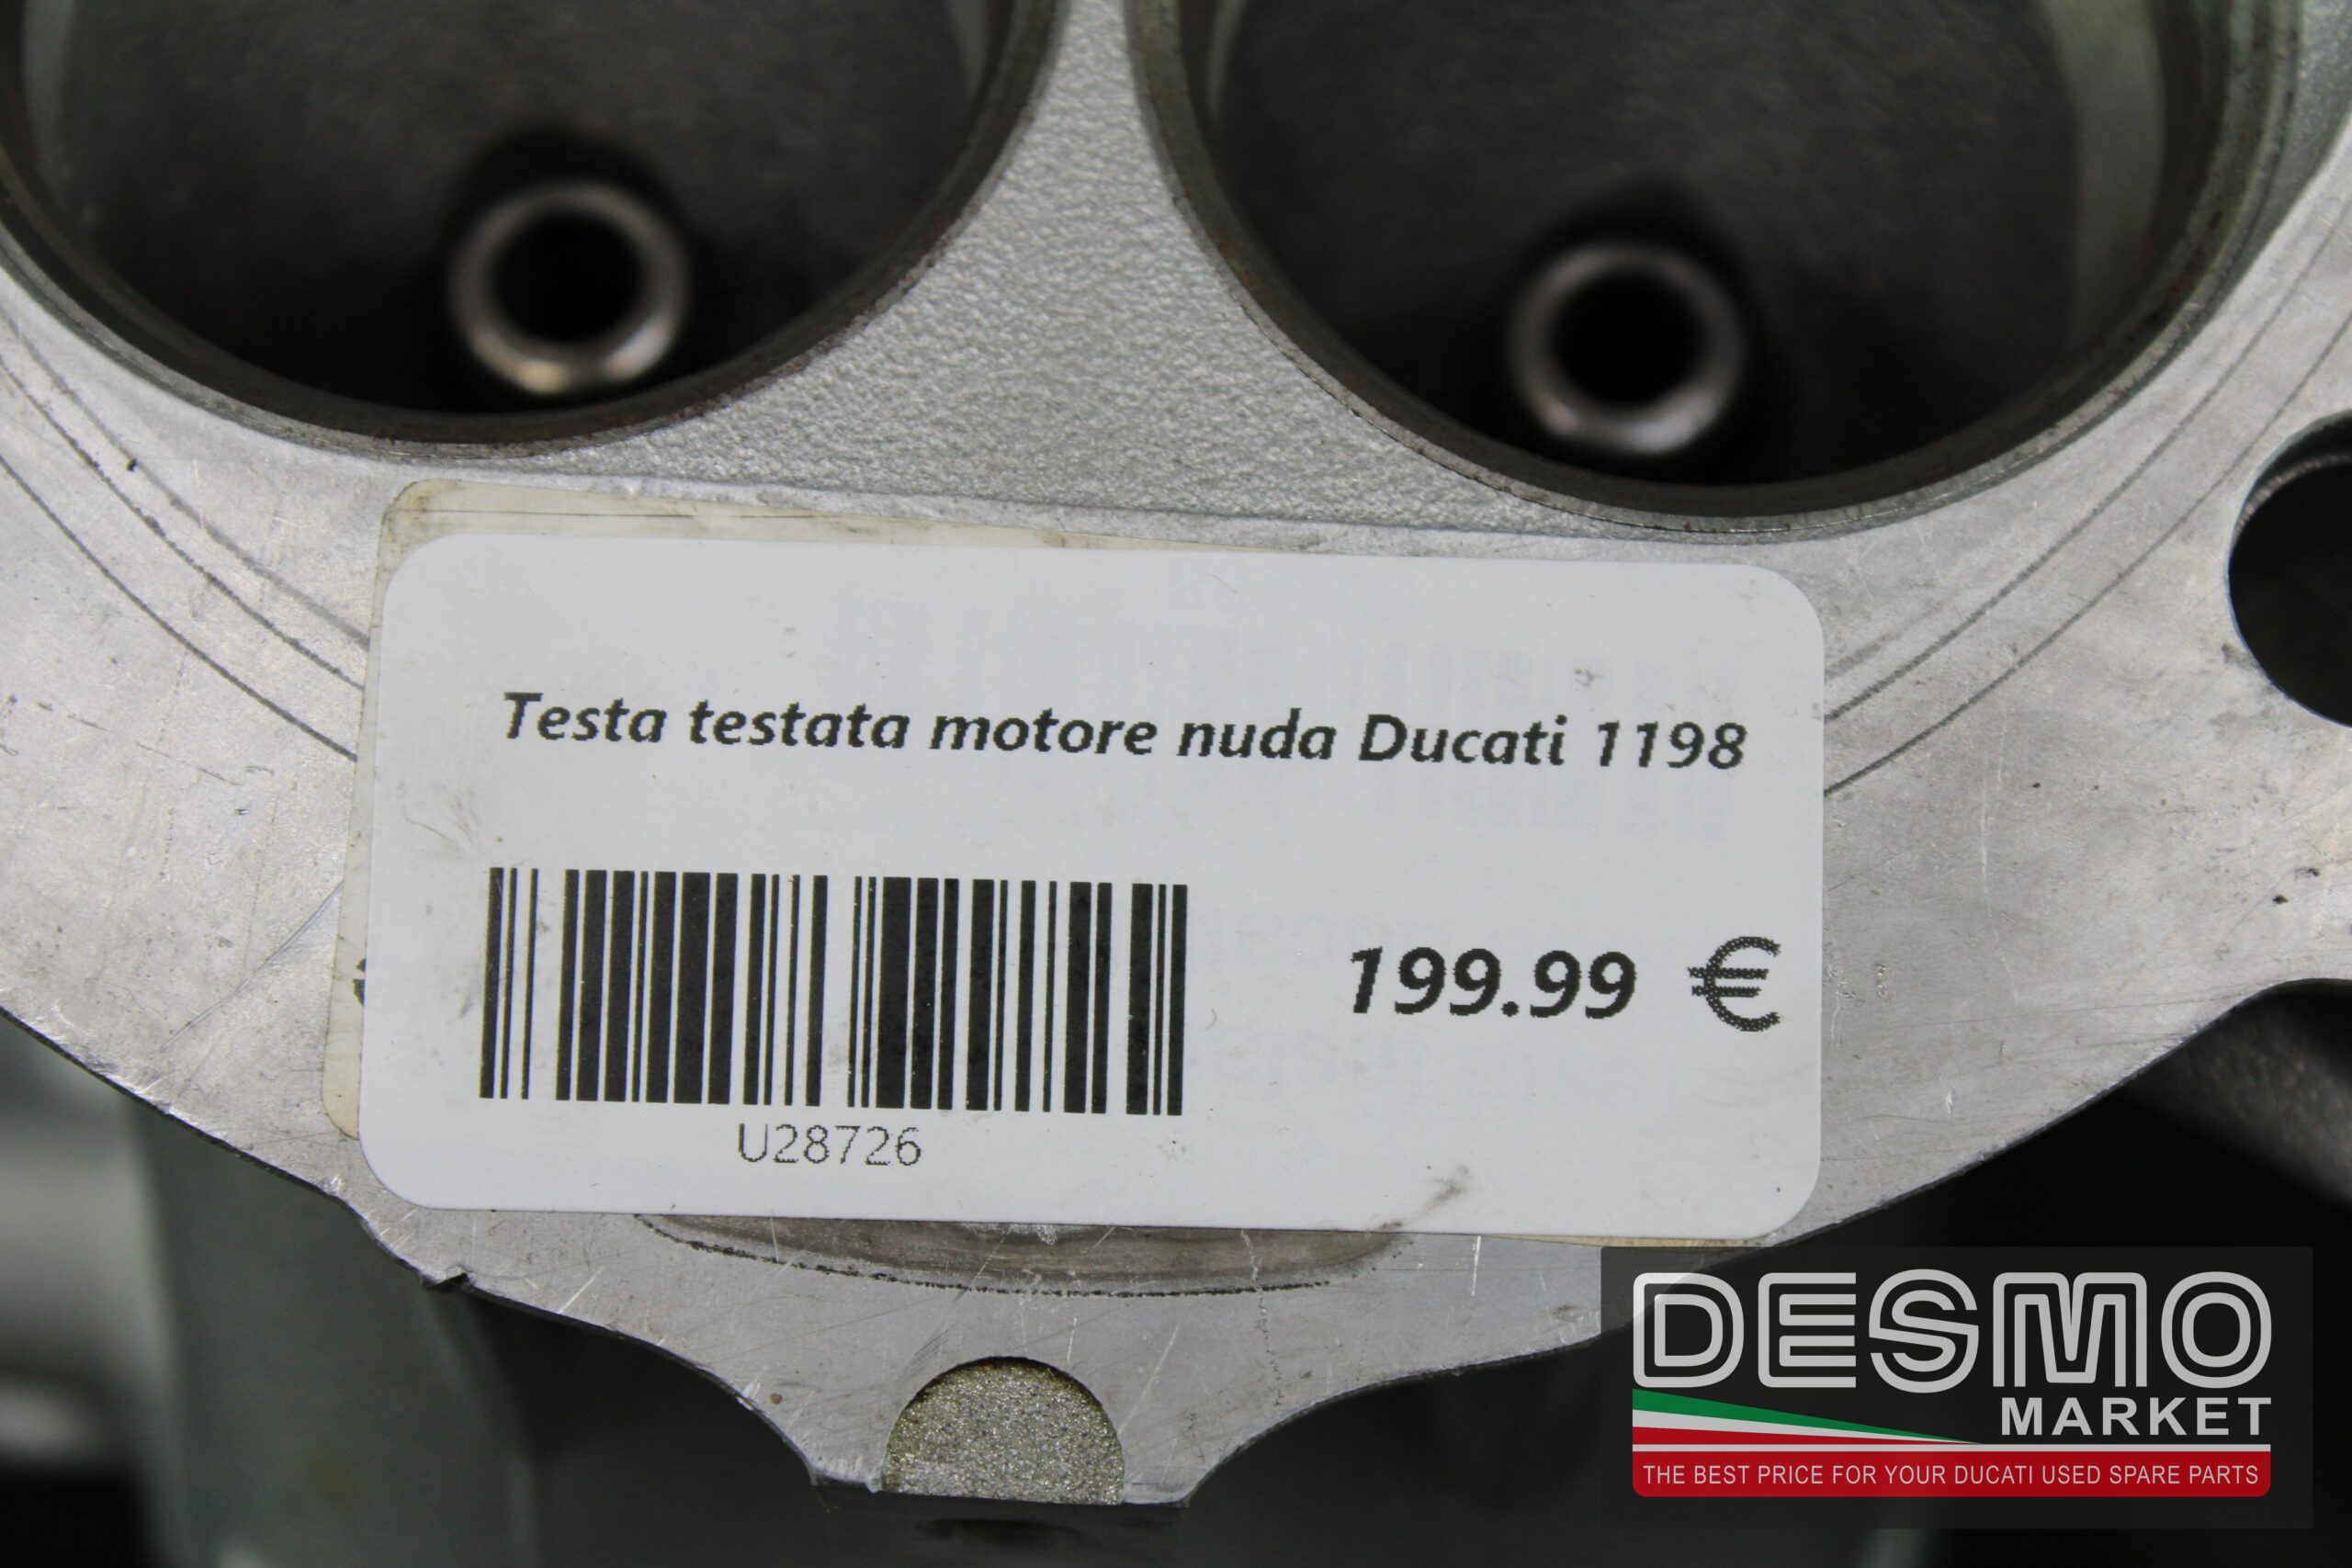 Testa testata motore nuda Ducati 1198
199.99 €
U28726
DESMO
MARKET
THE BEST PRICE FOR YOUR DUCATI USED SPARE PARTS